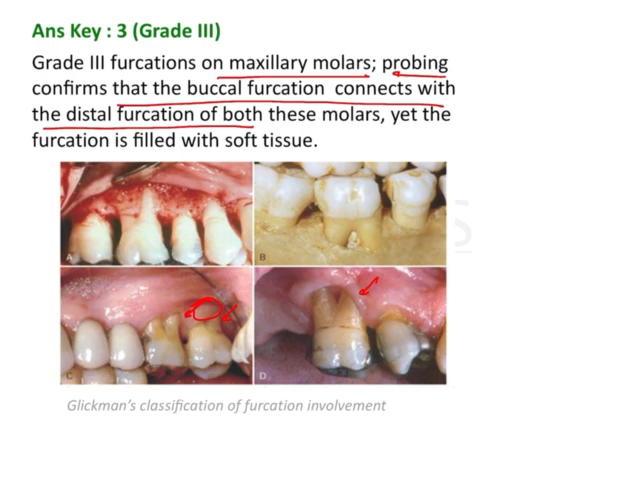 Ans Key : 3 (Grade III)
Grade III furcations on maxillary molars; probing
confirms that the buccal furcation connects with
the distal furcation of both these molars, yet the
furcation is filled with soft tissue.
A
B
C
D
S
Glickman's classification of furcation involvement